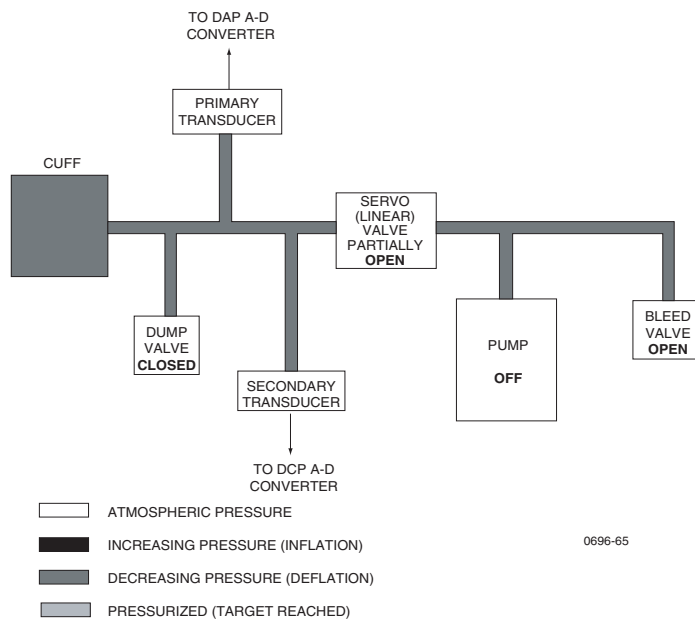 TO DAP A-D
CONVERTER
PRIMARY
TRANSDUCER
CUFF
SERVO
(LINEAR)
VALVE
PARTIALLY
OPEN
DUMP
VALVE
CLOSED
PUMP
OFF
BLEED
VALVE
OPEN
SECONDARY
TRANSDUCER
TO DCP A-D
CONVERTER
ATMOSPHERIC PRESSURE
INCREASING PRESSURE (INFLATION)
0696-65
DECREASING PRESSURE (DEFLATION)
PRESSURIZED (TARGET REACHED)